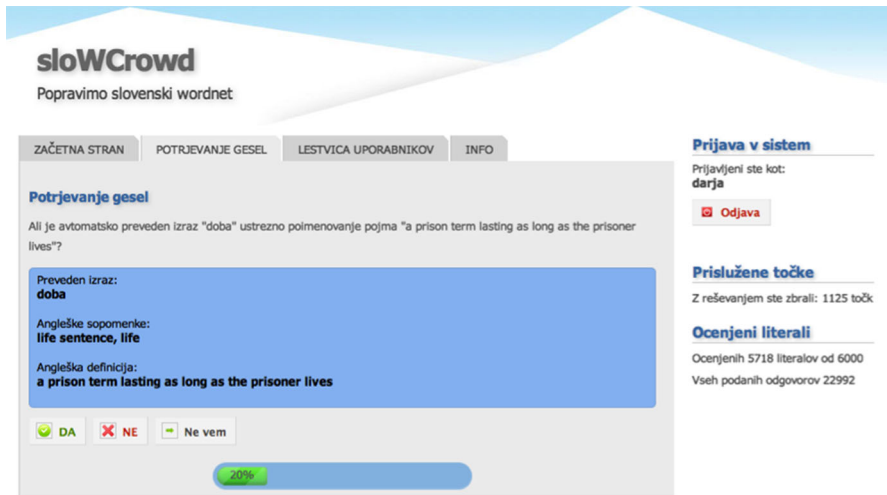 sloWCrowd
Popravimo slovenski wordnet
ZAČETNA STRAN
POTRJEVANJE GESEL
LESTVICA UPORABNIKOV
INFO
Potrjevanje gesel
Ali je avtomatsko preveden izraz "doba" ustrezno poimenovanje pojma "a prison term lasting as long as the prisoner
lives"?
Preveden izraz:
doba
Angleške sopomenke:
life sentence, life
Angleška definicija:
a prison term lasting as long as the prisoner lives
DA
NE
Ne vem
20%
Prijava v sistem
Prijavljeni ste kot:
darja
Odjava
Prislužene točke
Z reševanjem ste zbrali: 1125 točk
Ocenjeni literali
Ocenjenih 5718 literalov od 6000
Vseh podanih odgovorov 22992